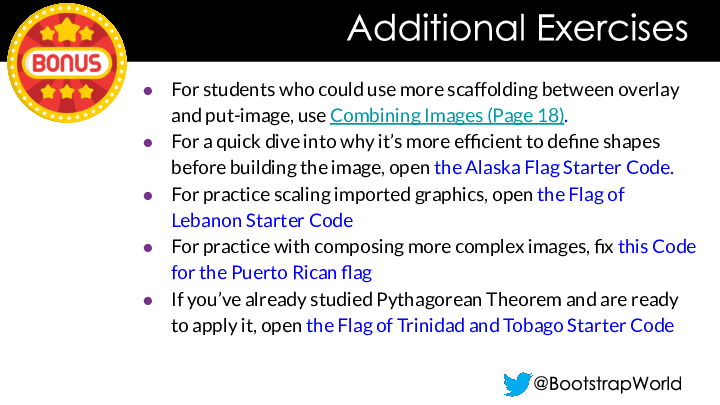 Additional Exercises
BONUS
● For students who could use more scaffolding between overlay
and put-image, use Combining Images (Page 18).
● For a quick dive into why it's more efficient to define shapes
before building the image, open the Alaska Flag Starter Code.
● For practice scaling imported graphics, open the Flag of
Lebanon Starter Code
● For practice with composing more complex images, fix this Code
for the Puerto Rican flag
● If you've already studied Pythagorean Theorem and are ready
to apply it, open the Flag of Trinidad and Tobago Starter Code
@BootstrapWorld